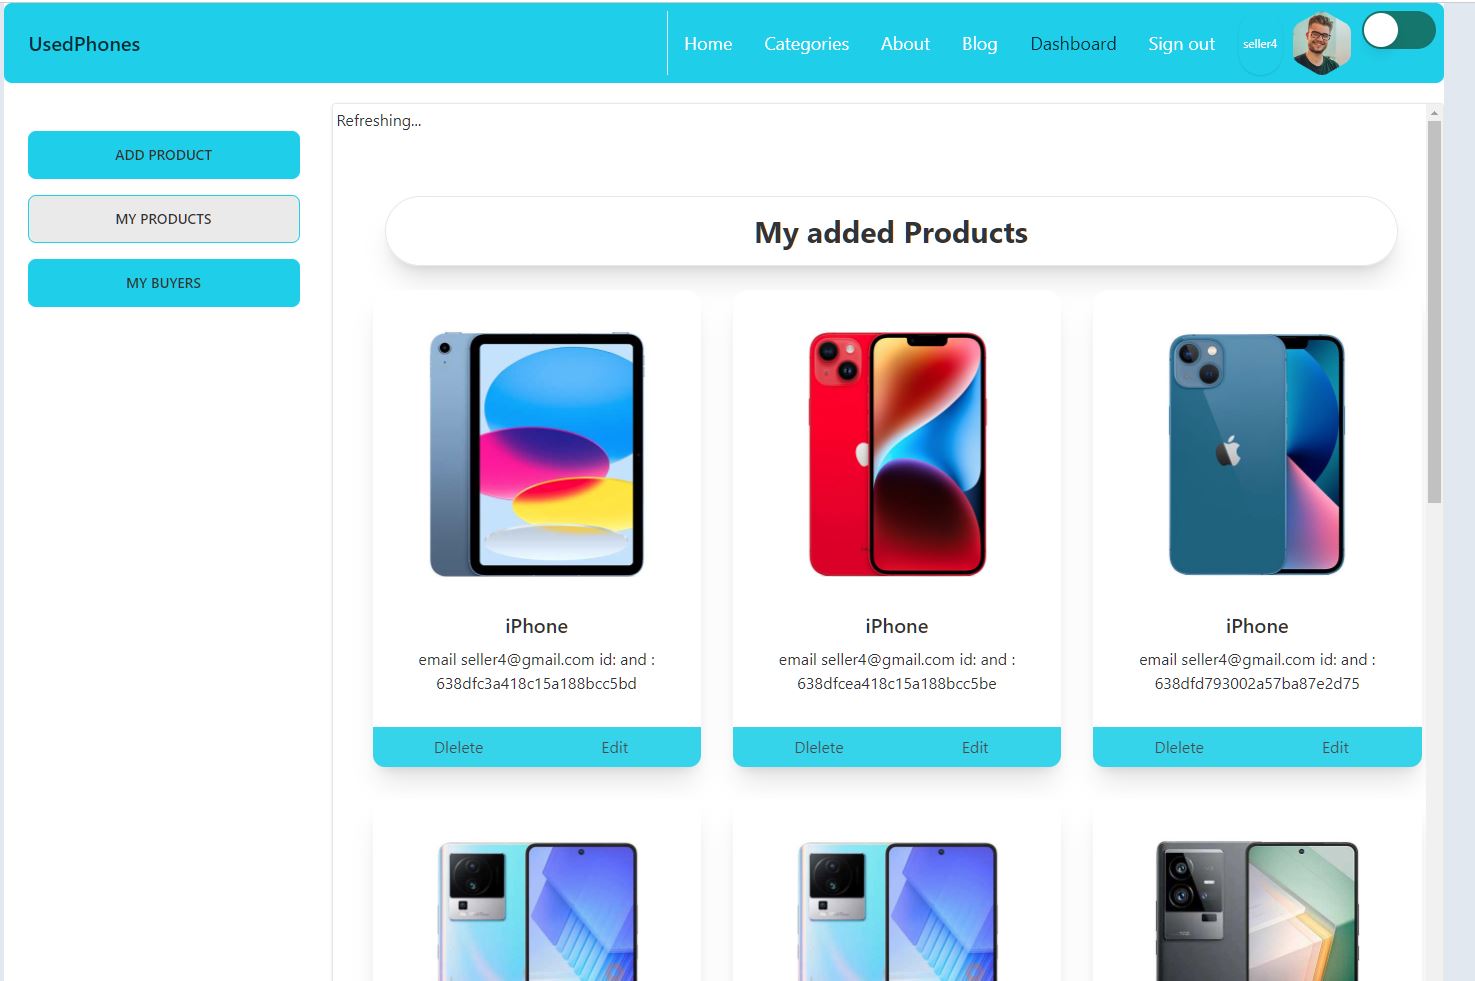 UsedPhones
Home Categories About Blog Dashboard Sign out seller4
ADD PRODUCT
MY PRODUCTS
MY BUYERS
Refreshing...
My added Products
iPhone
email seller4@gmail.com id: and :
638dfc3a418c15a188bcc5bd
Dlelete Edit
iPhone
email seller4@gmail.com id: and :
638dfcea418c15a188bcc5be
Dlelete Edit
iPhone
email seller4@gmail.com id: and :
638dfd793002a57ba87e2d75
Dlelete Edit